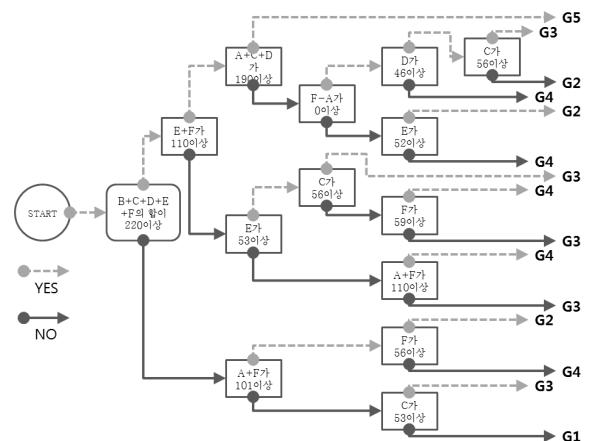 G5
G3
A+C+D
가
190이상
D가
46이상
C가
56이상
G2
F-A가
0이상
G4
G2
E+F가
110이상
E가
52이상
G4
C가
56이상
G3
G4
START
B+C+D+E
+F의 합이
220이상
E가
53이상
F가
59이상
G3
G4
YES
A+F가
110이상
G3
NO
G2
F가
56이상
A+F가
101이상
G4
G3
C가
53이상
G1